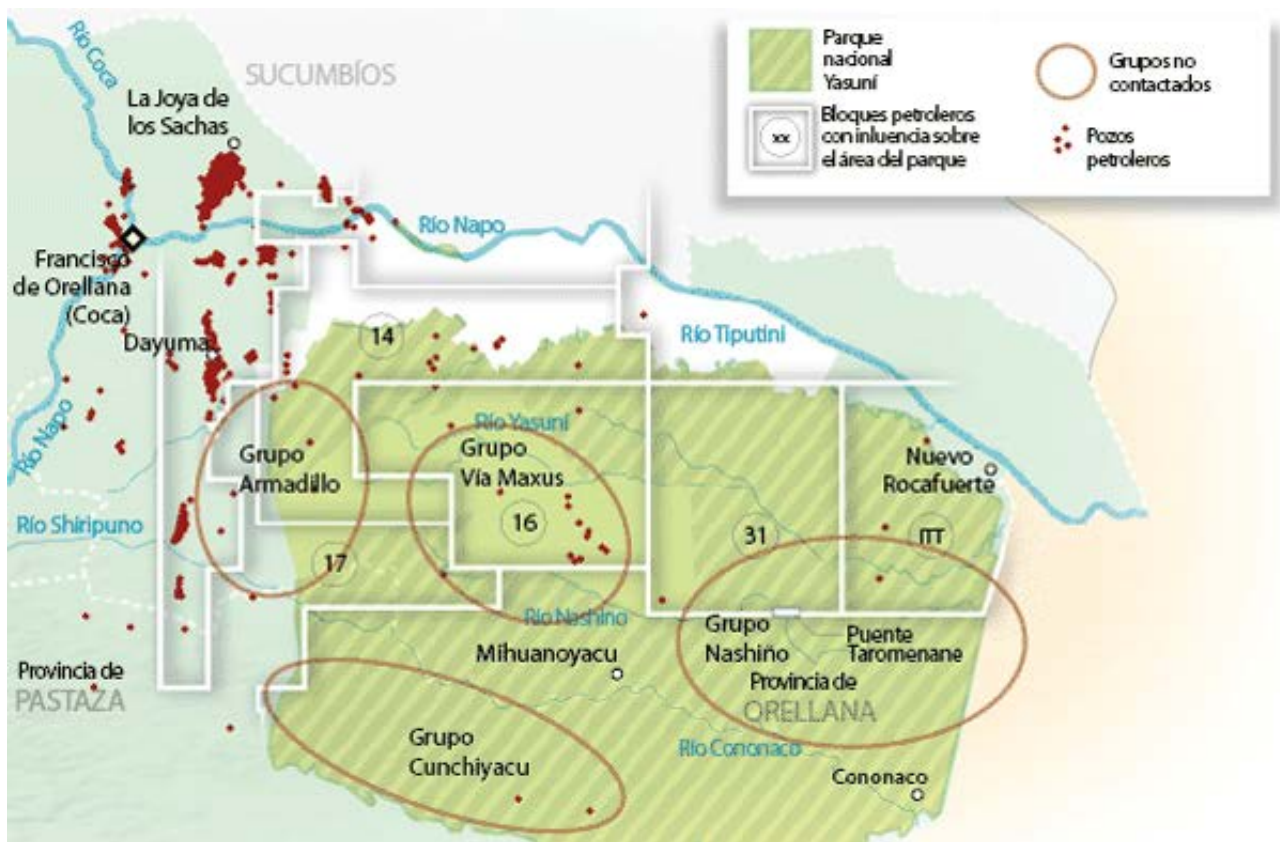 Río Coca
SUCUMBÍOS
La Joya de
los Sachas
Francisco
de Orellana
(Coca)
Dayuma
Río Napo
Río Napo
Río Tiputini
14
Río Yasuní
Grupo
Armadillo
Grupo
Vía Maxus
16
31
ITT
Nuevo
Rocafuerte
Río Shiripuno
17
Río Nashino
Mihuanoyacu
Grupo
Nashiño
Puente
Taromenane
Provincia de
ORELLANA
Provincia de
PASTAZA
Grupo
Cunchiyacu
Río Cononaco
Cononaco
Parque
nacional
Yasuní
xx
Bloques petroleros
con inluencia sobre
el área del parque
Grupos no
contactados
Pozos
petroleros